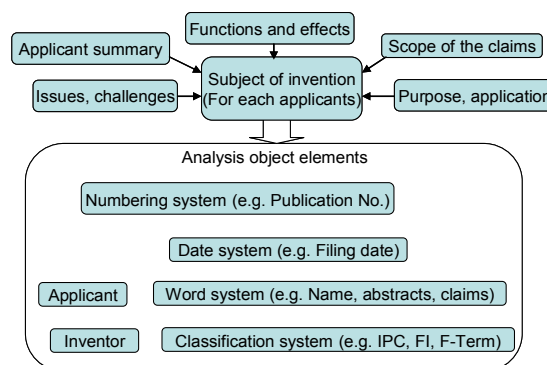 Functions and effects
Applicant summary
Scope of the claims
Subject of invention
(For each applicants)
Issues, challenges
Purpose, application
Analysis object elements
Numbering system (e.g. Publication No.)
Date system (e.g. Filing date)
Applicant
Word system (e.g. Name, abstracts, claims)
Inventor
Classification system (e.g. IPC, FI, F-Term)